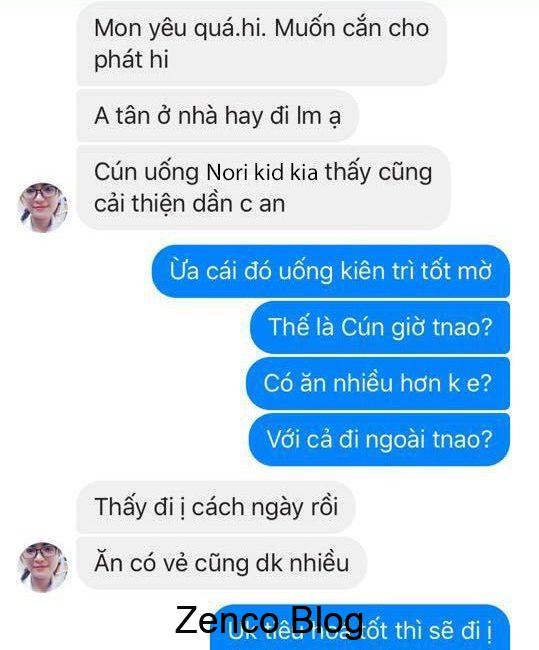 Mon yêu quá.hi. Muốn cắn cho
phát hi
A tân ở nhà hay đi lm ạ
Cún uống Nori kid kia thấy cũng
cải thiện dần c an
Ừa cái đó uống kiên trì tốt mờ
Thế là Cún giờ tnao?
Có ăn nhiều hơn k e?
Với cả đi ngoài tnao?
Thấy đi ị cách ngày rồi
Ăn có vẻ cũng dk nhiều
Zenco Blog
Uk tiêu hoá tốt thì sẽ đi ị